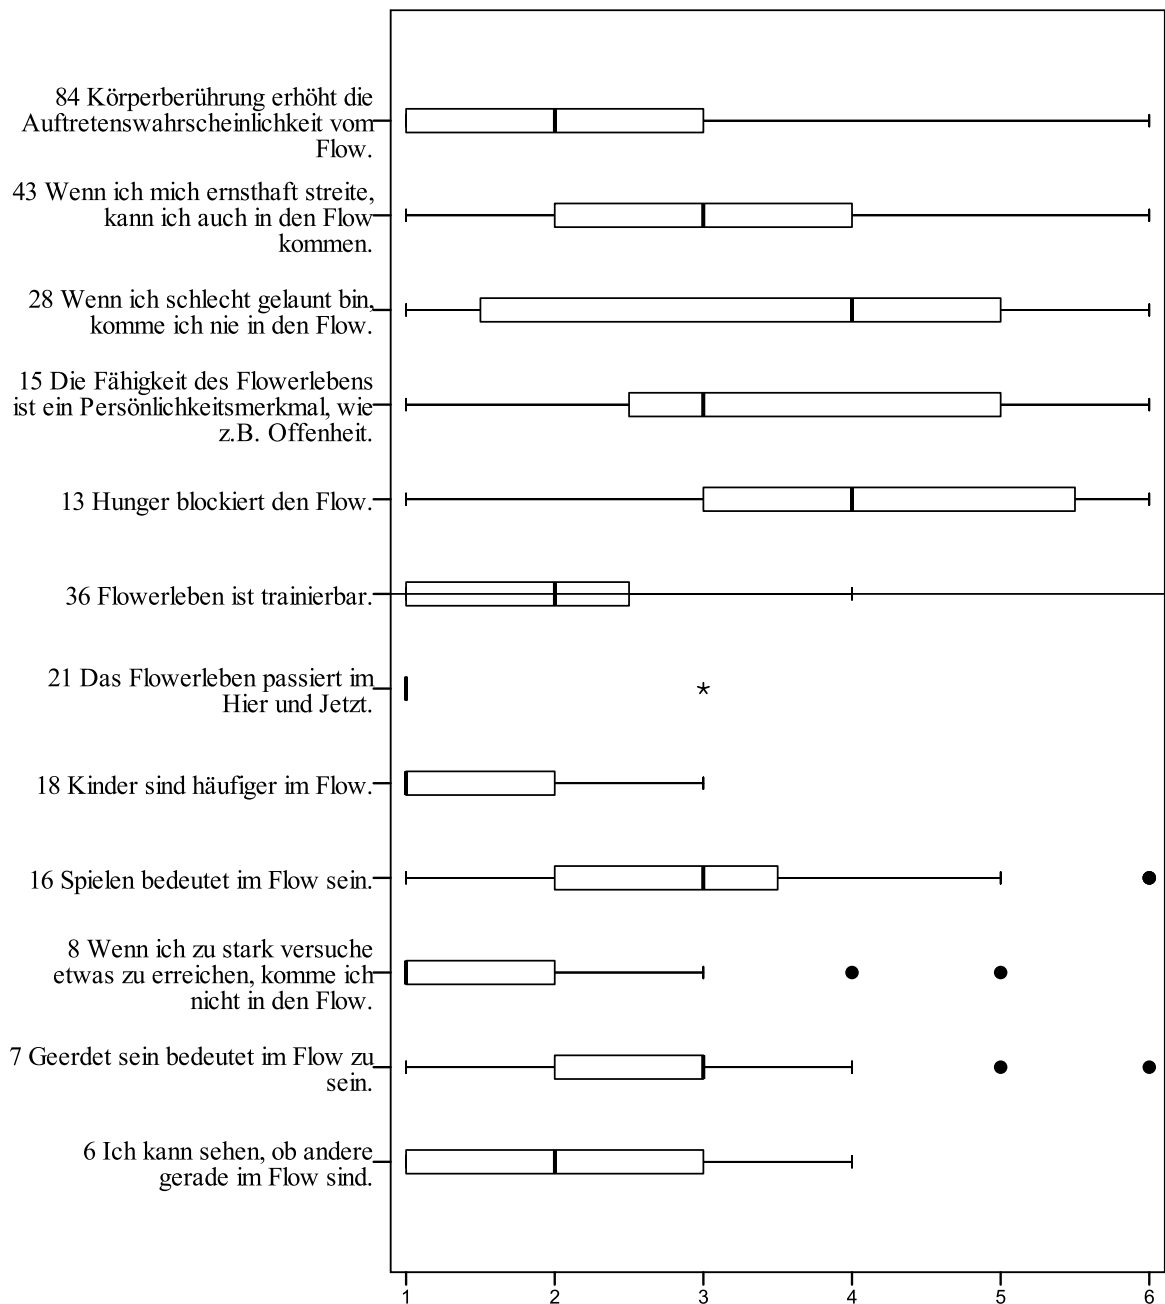 84 Körperberührung erhöht die
Auftretenswahrscheinlichkeit vom
Flow.
43 Wenn ich mich ernsthaft streite,
kann ich auch in den Flow
kommen.
28 Wenn ich schlecht gelaunt bin,
komme ich nie in den Flow.
15 Die Fähigkeit des Flowerlebens
ist ein Persönlichkeitsmerkmal, wie
z.B. Offenheit.
13 Hunger blockiert den Flow.
36 Flowerleben ist trainierbar.
21 Das Flowerleben passiert im
Hier und Jetzt.
18 Kinder sind häufiger im Flow.
16 Spielen bedeutet im Flow sein.
8 Wenn ich zu stark versuche
etwas zu erreichen, komme ich
nicht in den Flow.
7 Geerdet sein bedeutet im Flow zu
sein.
6 Ich kann sehen, ob andere
gerade im Flow sind.
1 2 3 4 5 6